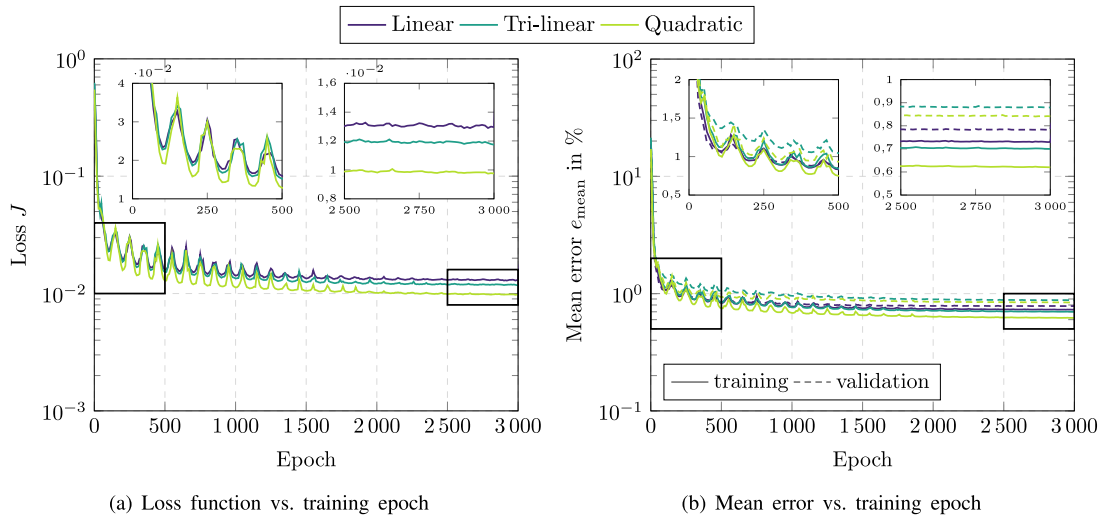 Linear Tri-linear Quadratic
10^0
10^-1
10^-2
10^-3
Loss J
0 500 1 000 1 500 2 000 2 500 3 000
Epoch
·10^-2
4
3
2
1
0 250 500
·10^-2
1,6
1,4
1,2
1
0,8
2 500 2 750 3 000
(a) Loss function vs. training epoch
10^2
10^1
10^0
10^-1
Mean error e_mean in %
2
1,5
1
0,5
0 250 500
1
0,9
0,8
0,7
0,6
0,5
2 500 2 750 3 000
training validation
0 500 1 000 1 500 2 000 2 500 3 000
Epoch
(b) Mean error vs. training epoch